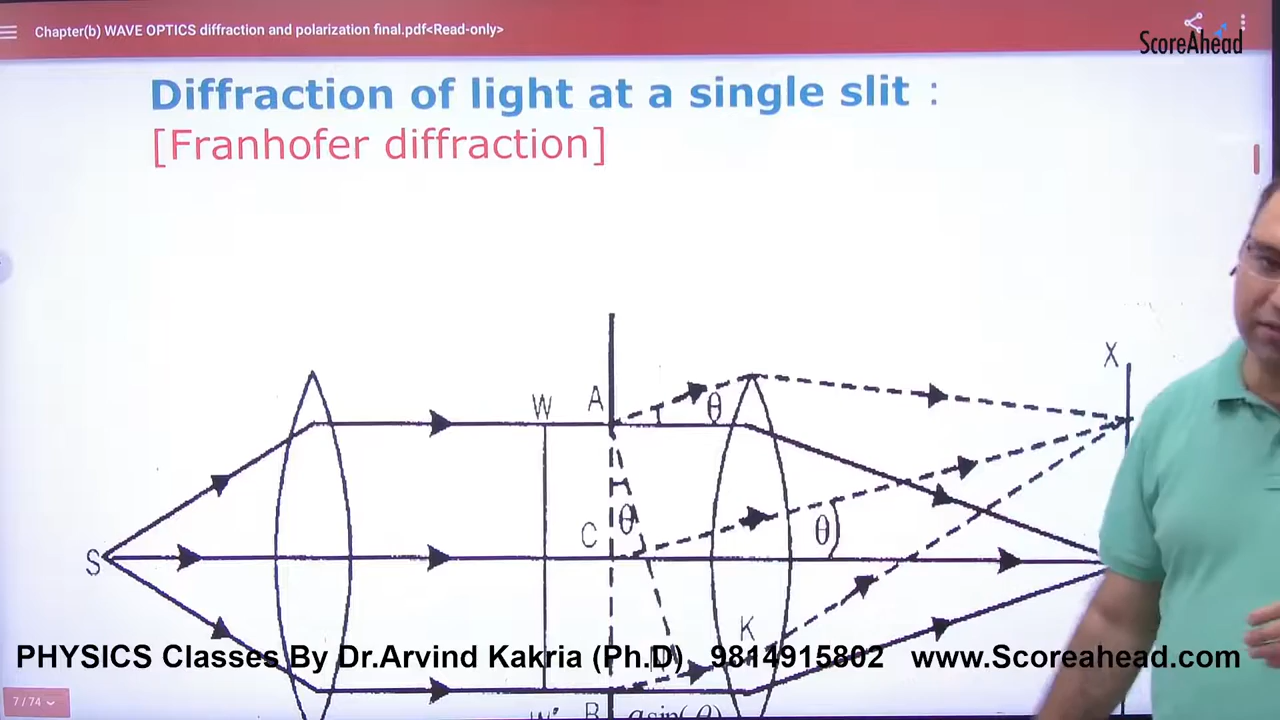 Chapter(b) WAVE OPTICS diffraction and polarization final.pdf<Read-only>
ScoreAhead
Diffraction of light at a single slit :
[Franhofer diffraction]
X
W
A
θ
θ
C
θ
S
K
PHYSICS Classes By Dr.Arvind Kakria (Ph.D) 9814915802 www.Scoreahead.com
7 / 74
W'
B
a sin(θ)